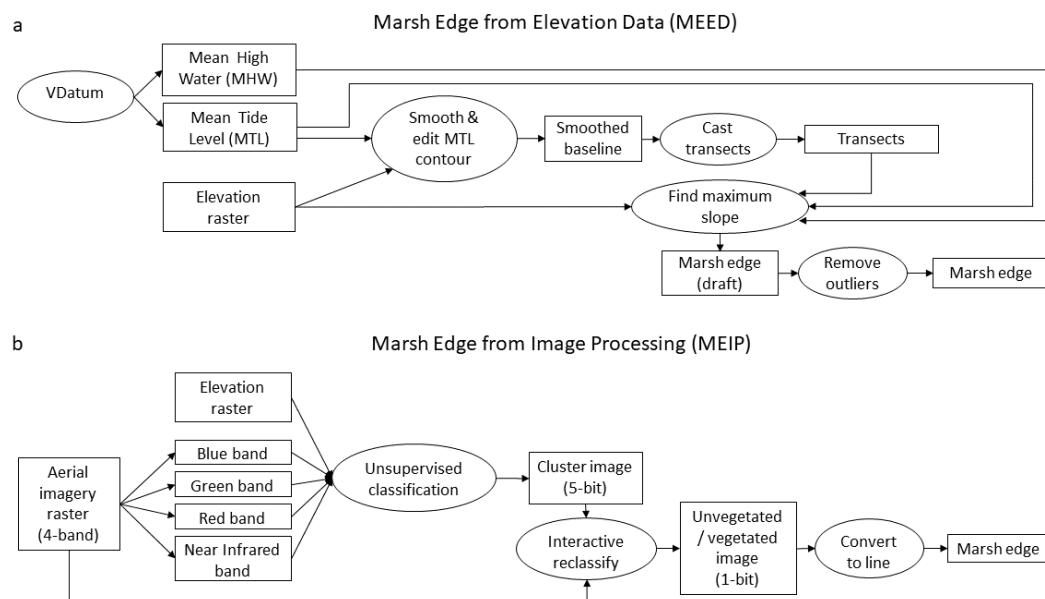 a
Marsh Edge from Elevation Data (MEED)
Mean High
Water (MHW)
VDatum
Mean Tide
Level (MTL)
Smooth &
edit MTL
contour
Smoothed
baseline
Cast
transects
Transects
Elevation
raster
Find maximum
slope
Marsh edge
(draft)
Remove
outliers
Marsh edge
b
Marsh Edge from Image Processing (MEIP)
Elevation
raster
Aerial
imagery
raster
(4-band)
Blue band
Green band
Red band
Near Infrared
band
Unsupervised
classification
Cluster image
(5-bit)
Interactive
reclassify
Unvegetated
/ vegetated
image
(1-bit)
Convert
to line
Marsh edge